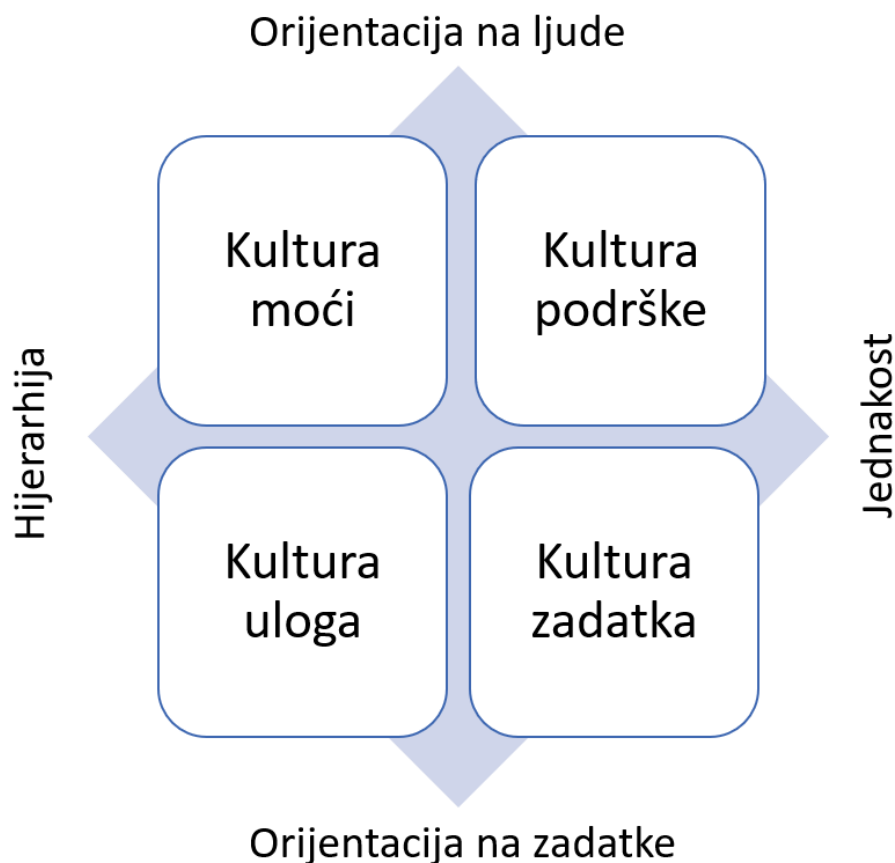 Orijentacija na ljude
Kultura
moći
Kultura
podrške
Hijerarhija
Jednakost
Kultura
uloga
Kultura
zadatka
Orijentacija na zadatke